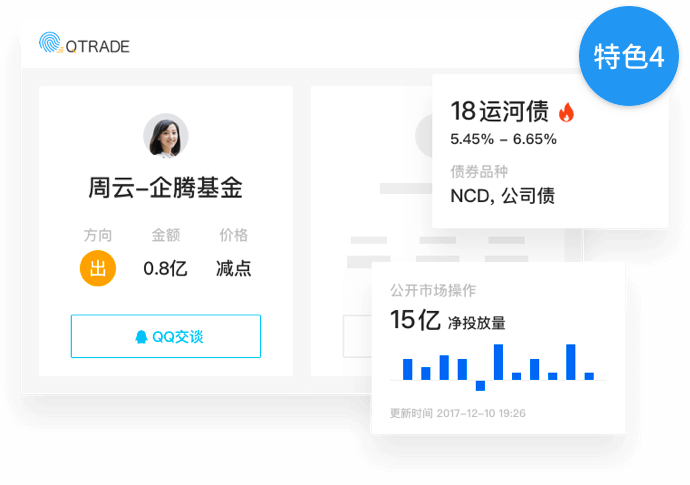 QTRADE
特色4
周云-企腾基金
方向 金额 价格
出 0.8亿 减点
QQ交谈
18运河债
5.45% - 6.65%
债券品种
NCD, 公司债
公开市场操作
15亿 净投放量
更新时间 2017-12-10 19:26